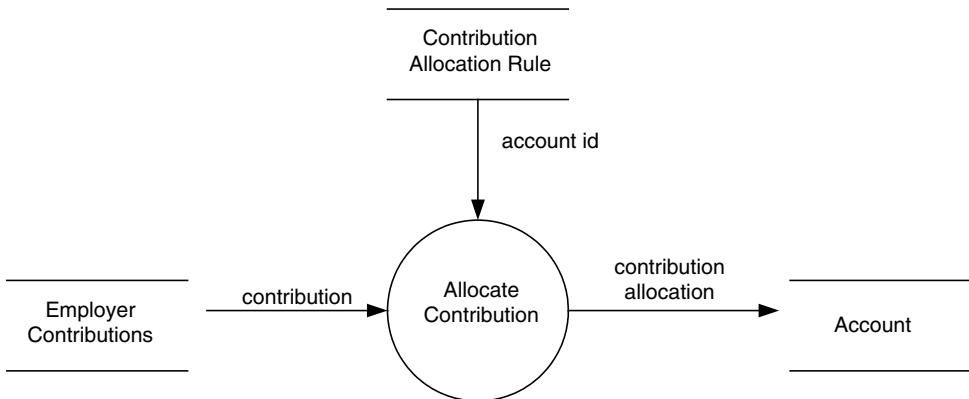 Contribution
Allocation Rule
account id
Employer
Contributions
contribution
Allocate
Contribution
contribution
allocation
Account